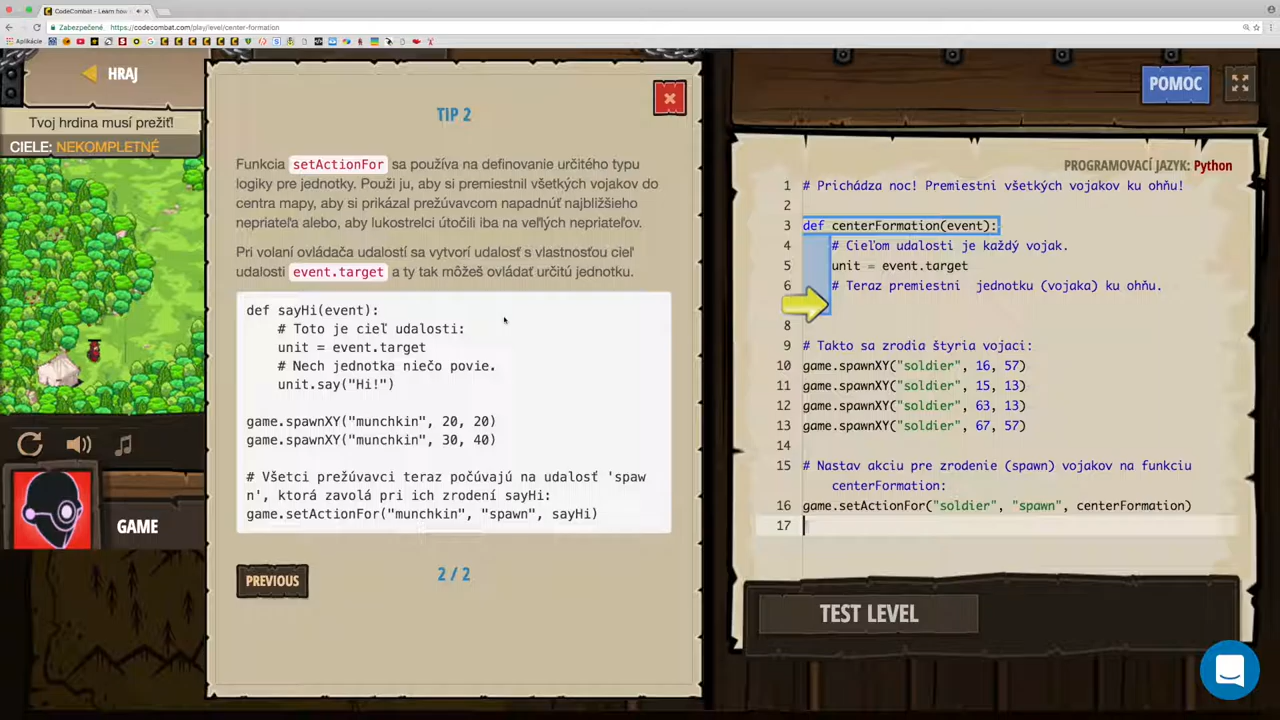 CodeCombat - Learn how
Zabezpečené
https://codecombat.com/play/level/center-formation
Aplikácie
HRAJ
Tvoj hrdina musí prežiť!
CIELE: NEKOMPLETNÉ
GAME
TIP 2
Funkcia setActionFor sa používa na definovanie určitého typu
logiky pre jednotky. Použi ju, aby si premiestnil všetkých vojakov do
centra mapy, aby si prikázal prežúvavcom napadnúť najbližšieho
nepriateľa alebo, aby lukostrelci útočili iba na veľlých nepriateľov.
Pri volaní ovládača udalostí sa vytvorí udalosť s vlastnosťou cieľ
udalosti event.target a ty tak môžeš ovládať určitú jednotku.
def sayHi(event):
# Toto je cieľ udalosti:
unit = event.target
# Nech jednotka niečo povie.
unit.say("Hi!")
game.spawnXY("munchkin", 20, 20)
game.spawnXY("munchkin", 30, 40)
# Všetci prežúvavci teraz počúvajú na udalosť 'spaw
n', ktorá zavolá pri ich zrodení sayHi:
game.setActionFor("munchkin", "spawn", sayHi)
PREVIOUS
2 / 2
POMOC
PROGRAMOVACÍ JAZYK: Python
1 # Prichádza noc! Premiestni všetkých vojakov ku ohňu!
2
3 def centerFormation(event):
4 # Cieľom udalosti je každý vojak.
5 unit = event.target
6 # Teraz premiestni jednotku (vojaka) ku ohňu.
8
9 # Takto sa zrodia štyria vojaci:
10 game.spawnXY("soldier", 16, 57)
11 game.spawnXY("soldier", 15, 13)
12 game.spawnXY("soldier", 63, 13)
13 game.spawnXY("soldier", 67, 57)
14
15 # Nastav akciu pre zrodenie (spawn) vojakov na funkciu
centerFormation:
16 game.setActionFor("soldier", "spawn", centerFormation)
17
TEST LEVEL